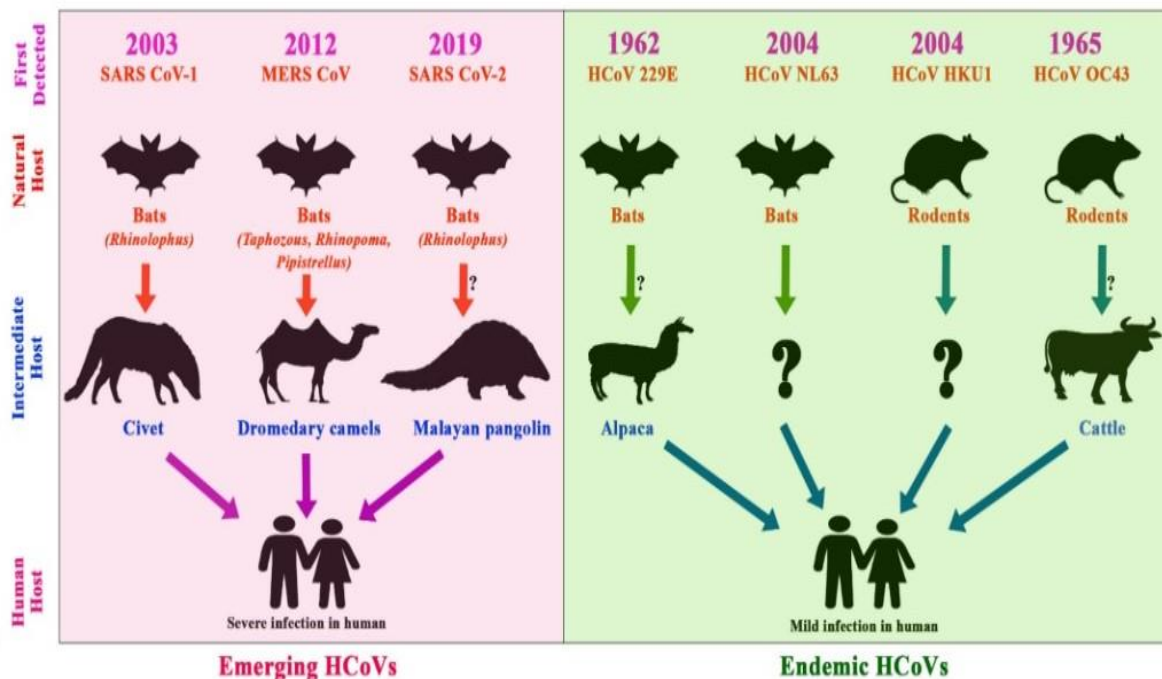 First
Detected
2003
SARS CoV-1
2012
MERS CoV
2019
SARS CoV-2
1962
HCoV 229E
2004
HCoV NL63
2004
HCoV HKU1
1965
HCoV OC43
Natural
Host
Bats
(Rhinolophus)
Bats
(Taphozous, Rhinopoma,
Pipistrellus)
Bats
(Rhinolophus)
Bats
Bats
Rodents
Rodents
?
?
?
Intermediate
Host
?
?
Civet
Dromedary camels
Malayan pangolin
Alpaca
Cattle
Human
Host
Severe infection in human
Mild infection in human
Emerging HCoVs
Endemic HCoVs